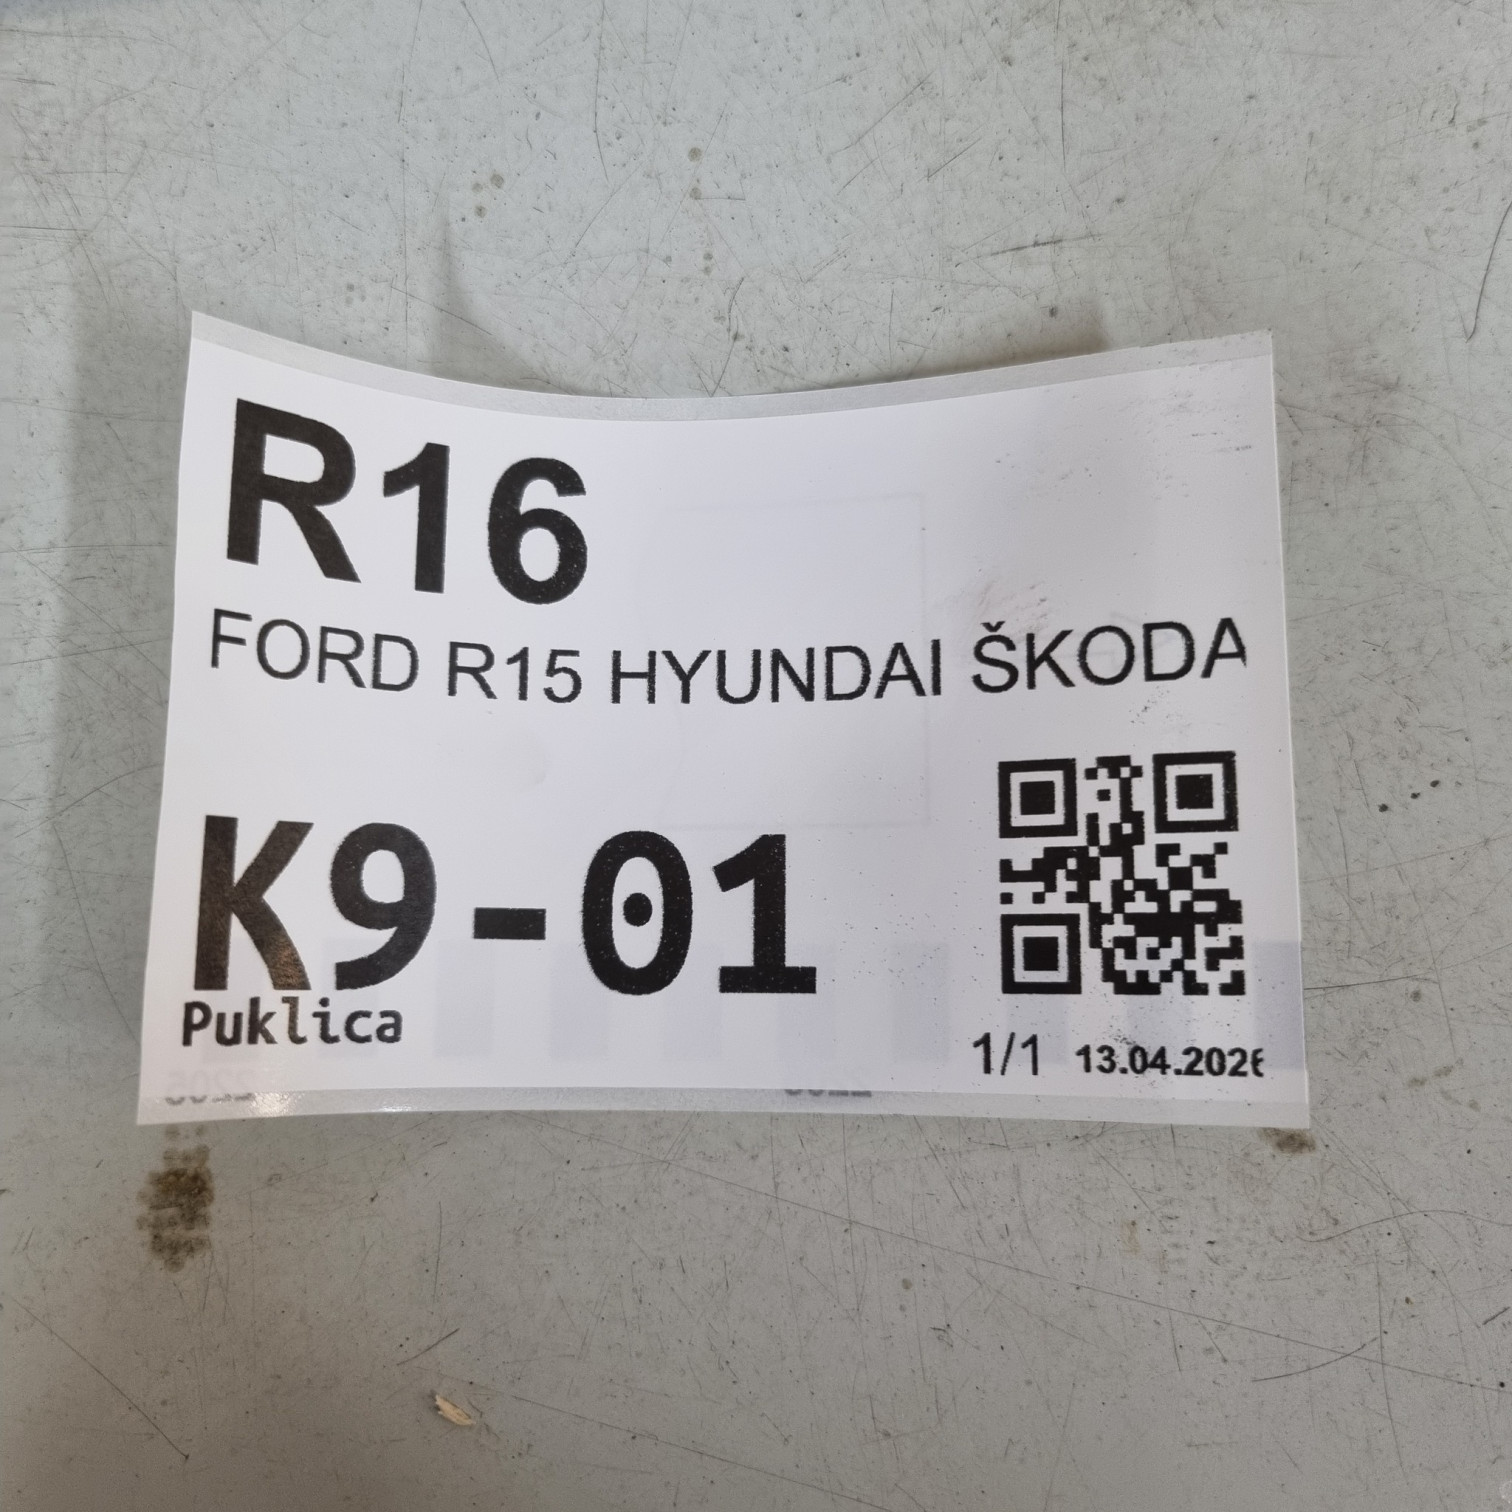 R16
FORD R15 HYUNDAI ŠKODA
K9-01
Puklica
1/1 13.04.2026